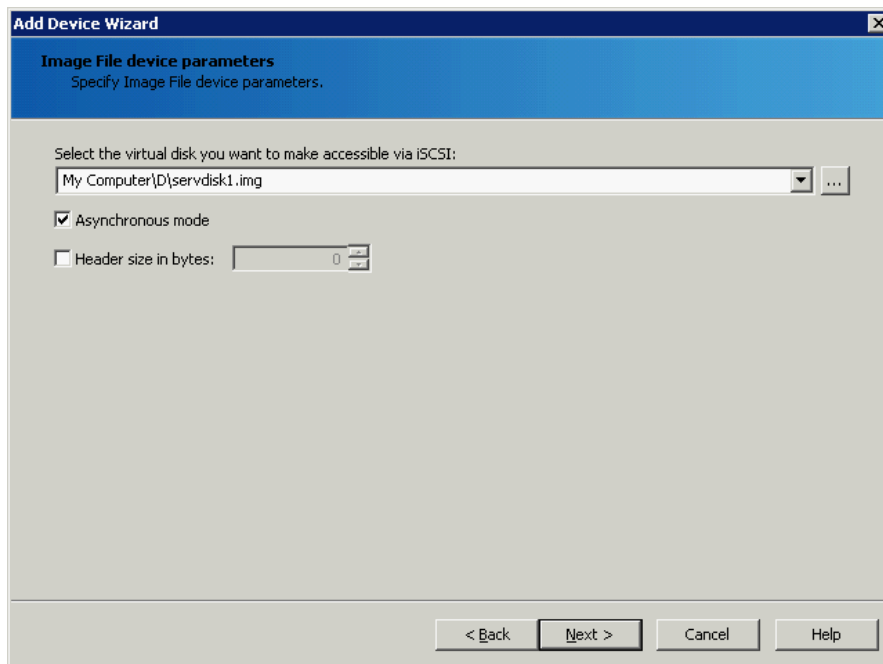 Add Device Wizard
Image File device parameters
Specify Image File device parameters.
Select the virtual disk you want to make accessible via iSCSI:
My Computer\D\servdisk1.img
...
Asynchronous mode
Header size in bytes: 0
< Back Next > Cancel Help